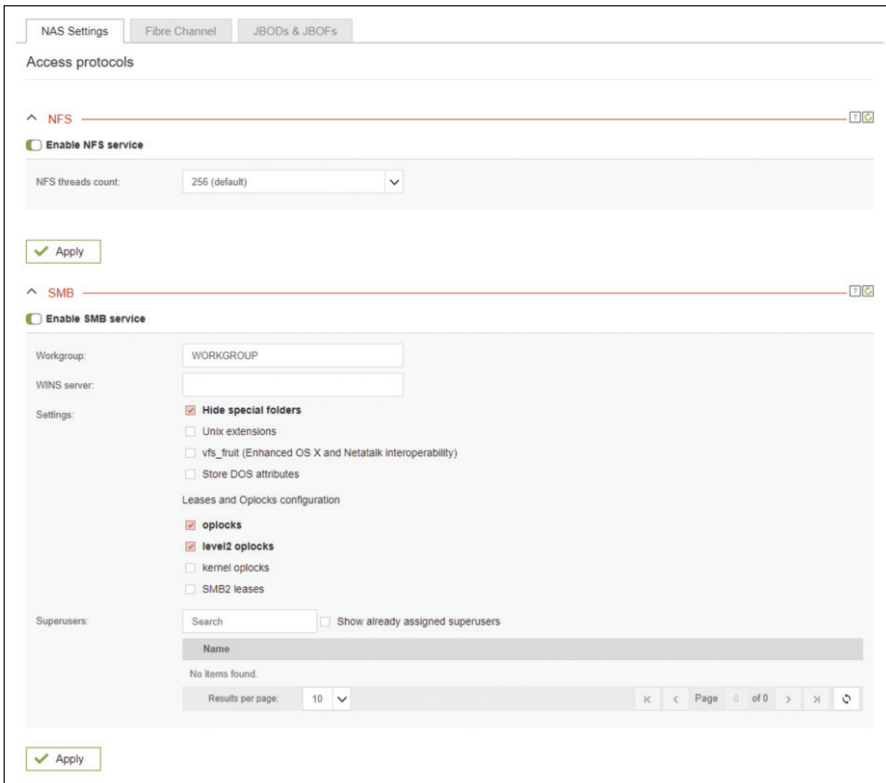 NAS Settings Fibre Channel JBODs & JBOFs
Access protocols
NFS
Enable NFS service
NFS threads count: 256 (default)
Apply
SMB
Enable SMB service
Workgroup: WORKGROUP
WINS server:
Settings: Hide special folders
Unix extensions
vfs_fruit (Enhanced OS X and Netatalk interoperability)
Store DOS attributes
Leases and Oplocks configuration
oplocks
level2 oplocks
kernel oplocks
SMB2 leases
Superusers: Search Show already assigned superusers
Name
No items found.
Results per page: 10 Page 0 of 0
Apply